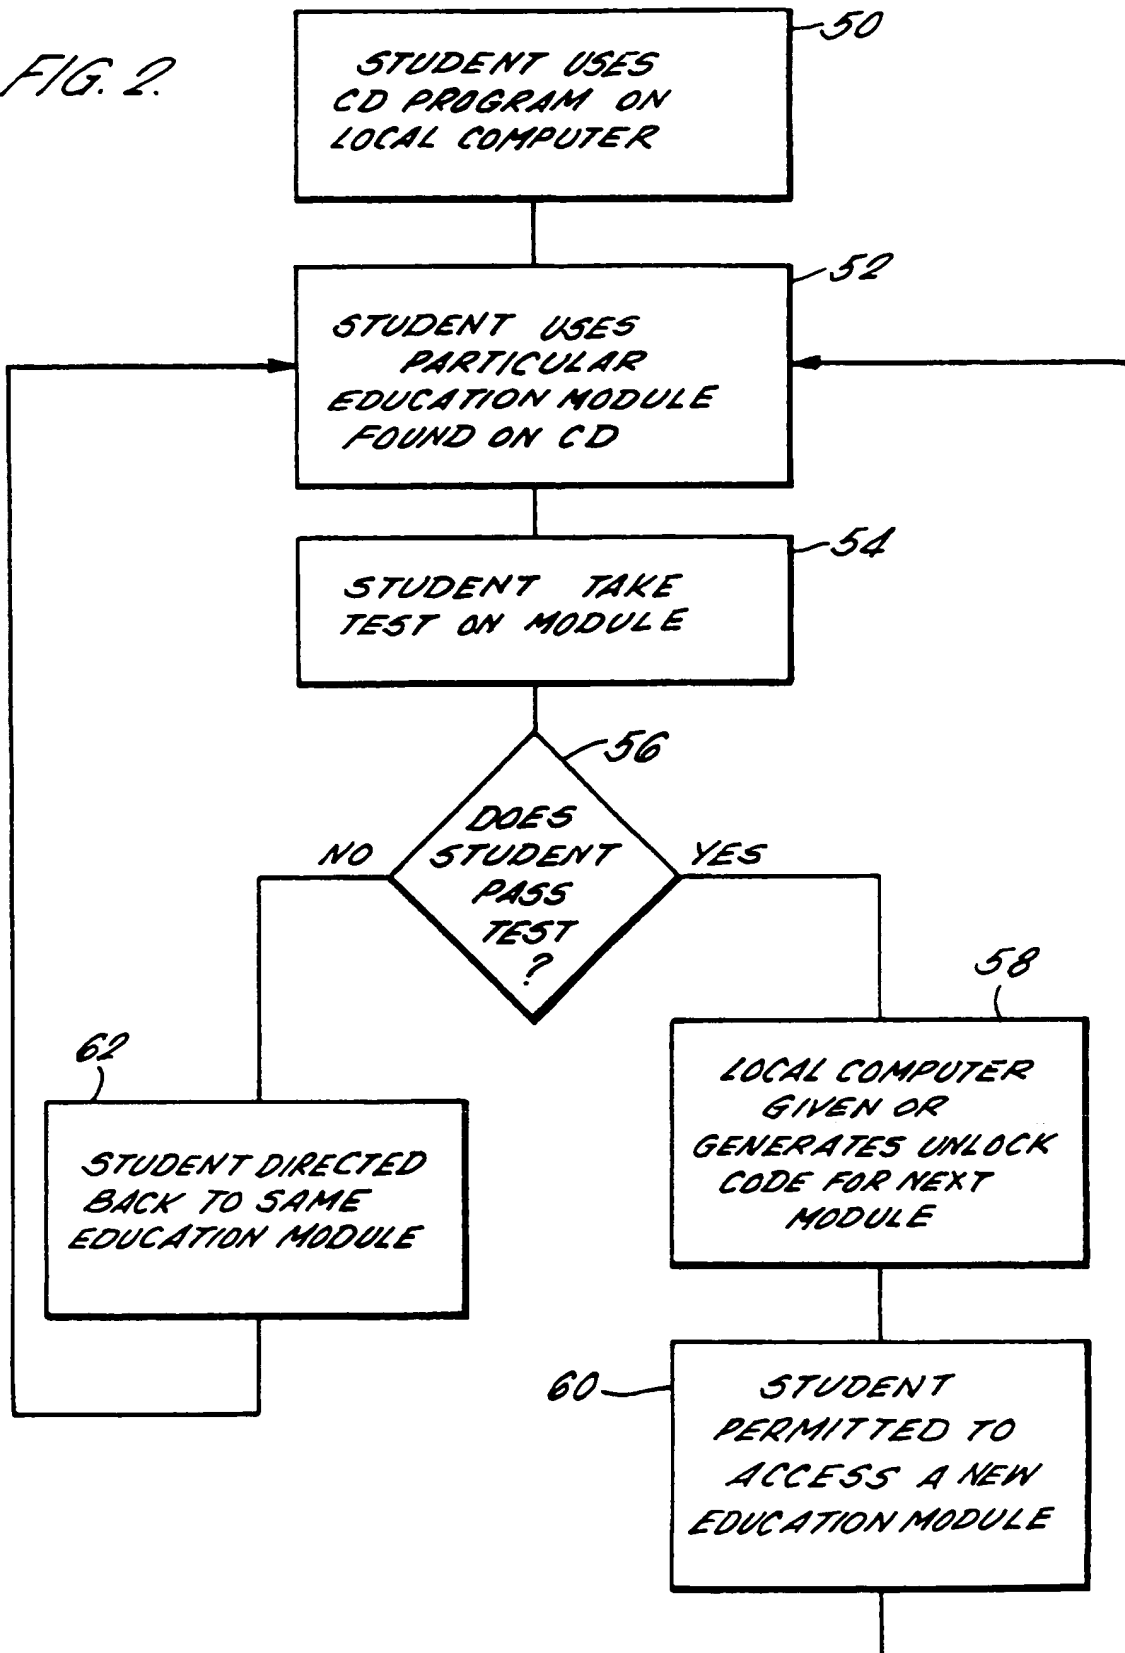 FIG. 2.
50
STUDENT USES
CD PROGRAM ON
LOCAL COMPUTER
52
STUDENT USES
PARTICULAR
EDUCATION MODULE
FOUND ON CD
54
STUDENT TAKE
TEST ON MODULE
56
DOES
STUDENT
PASS
TEST
?
NO
YES
58
LOCAL COMPUTER
GIVEN OR
GENERATES UNLOCK
CODE FOR NEXT
MODULE
62
STUDENT DIRECTED
BACK TO SAME
EDUCATION MODULE
60
STUDENT
PERMITTED TO
ACCESS A NEW
EDUCATION MODULE